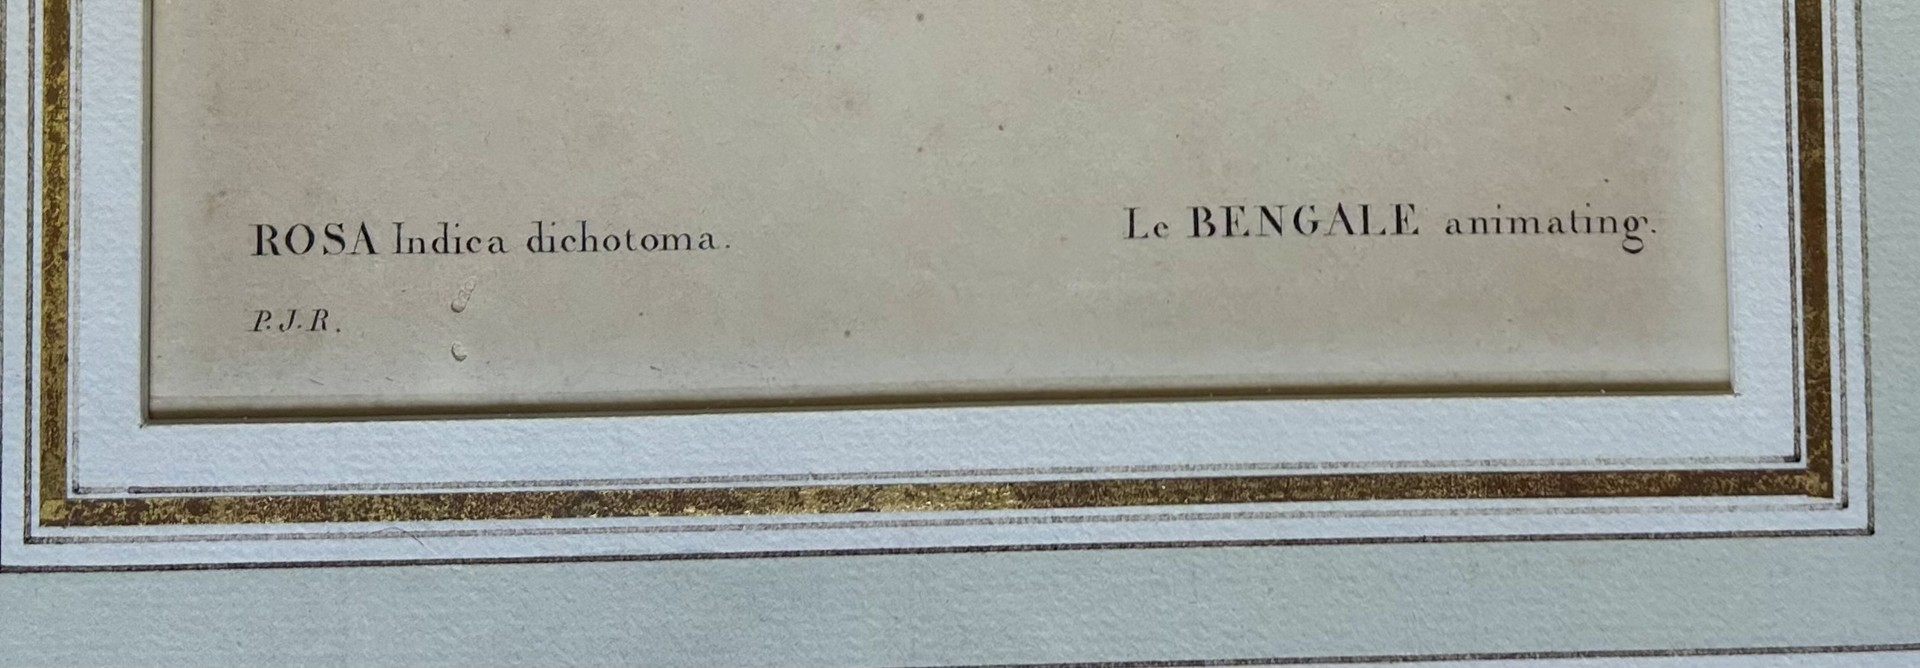 ROSA Indica dichotoma.
Le BENGALE animating.
P. J. R.